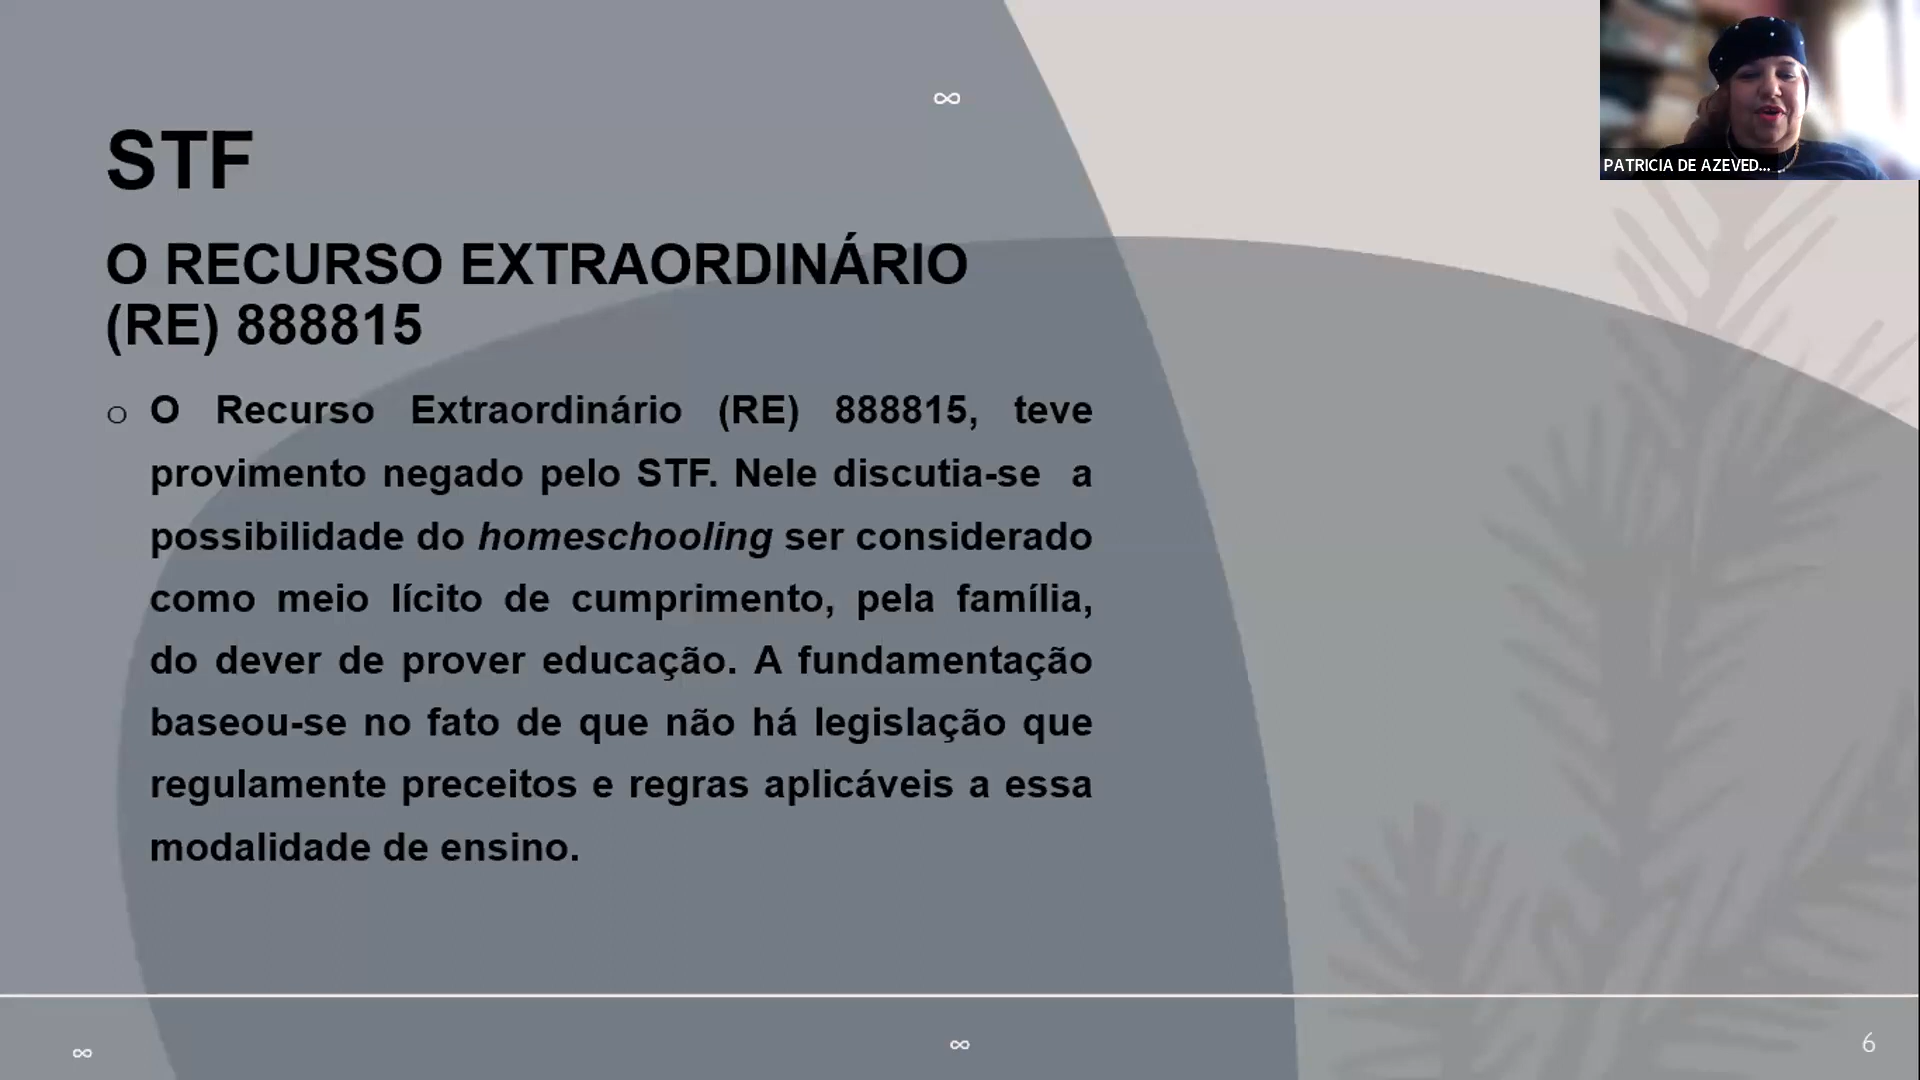 STF
O RECURSO EXTRAORDINÁRIO
(RE) 888815
O Recurso Extraordinário (RE) 888815, teve
provimento negado pelo STF. Nele discutia-se a
possibilidade do homeschooling ser considerado
como meio lícito de cumprimento, pela família,
do dever de prover educação. A fundamentação
baseou-se no fato de que não há legislação que
regulamente preceitos e regras aplicáveis a essa
modalidade de ensino.
PATRICIA DE AZEVED...
6